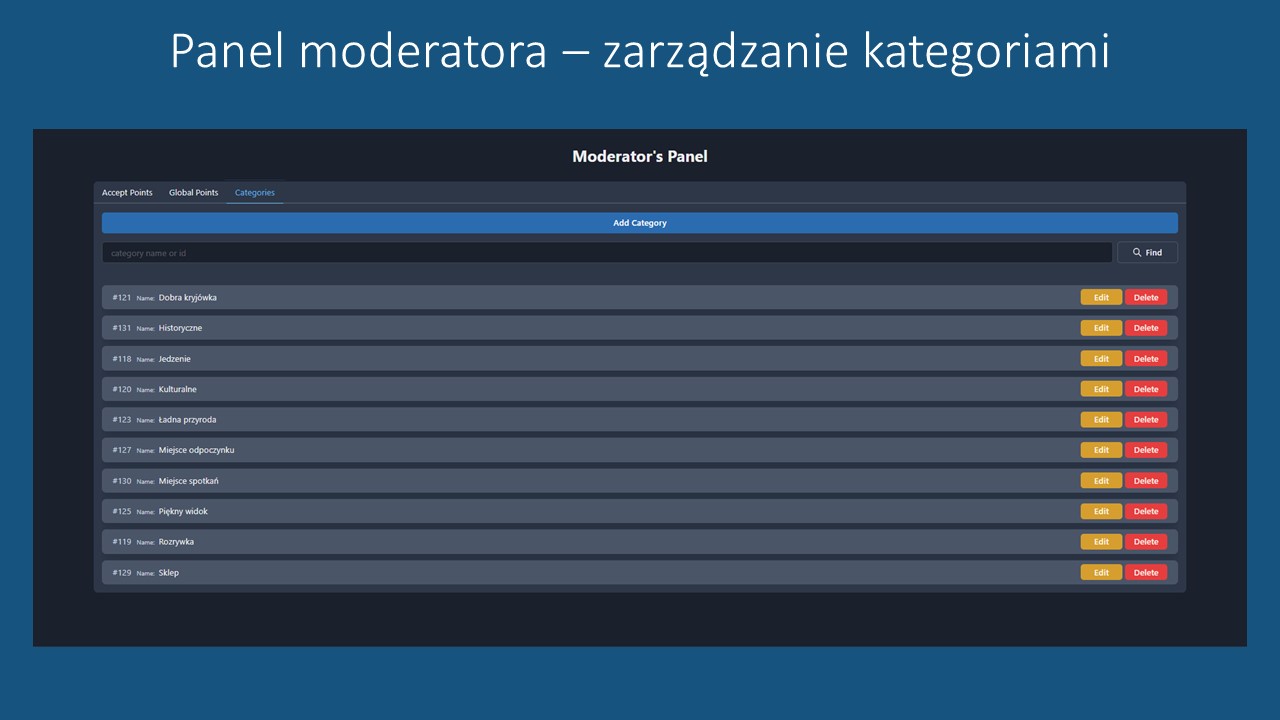 Panel moderatora – zarządzanie kategoriami
Moderator's Panel
Accept Points Global Points Categories
Add Category
category name or id Find
#121 Name: Dobra kryjówka Edit Delete
#131 Name: Historyczne Edit Delete
#118 Name: Jedzenie Edit Delete
#120 Name: Kulturalne Edit Delete
#123 Name: Ładna przyroda Edit Delete
#127 Name: Miejsce odpoczynku Edit Delete
#130 Name: Miejsce spotkań Edit Delete
#125 Name: Piękny widok Edit Delete
#119 Name: Rozrywka Edit Delete
#129 Name: Sklep Edit Delete